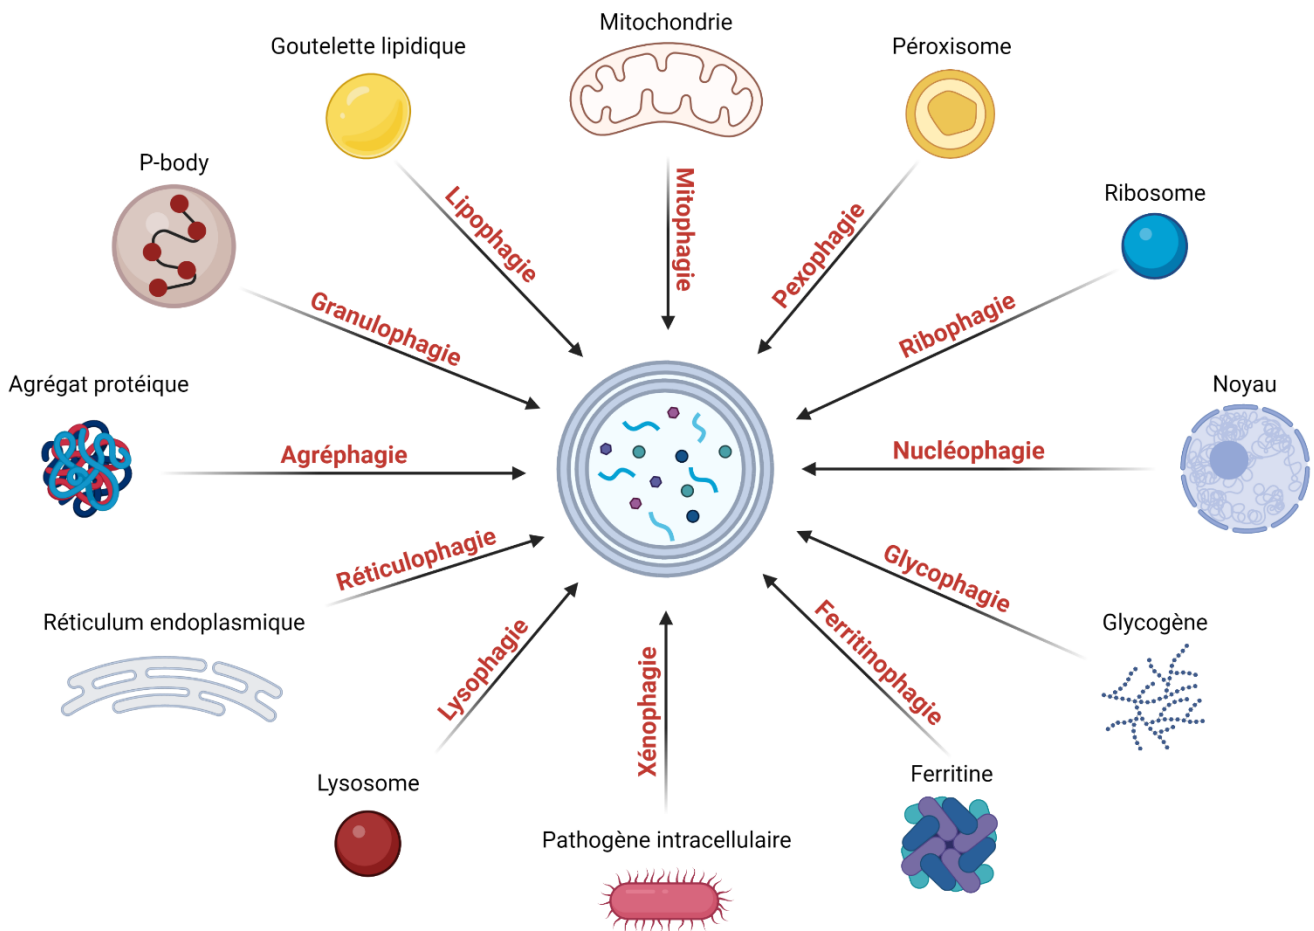 Mitochondrie
Goutelette lipidique
Péroxisome
P-body
Ribosome
Lipophagie
Mitophagie
Pexophagie
Granulophagie
Ribophagie
Agrégat protéique
Noyau
Agréphagie
Nucléophagie
Réticulophagie
Glycophagie
Réticulum endoplasmique
Glycogène
Lysophagie
Xénophagie
Ferritinophagie
Lysosome
Ferritine
Pathogène intracellulaire